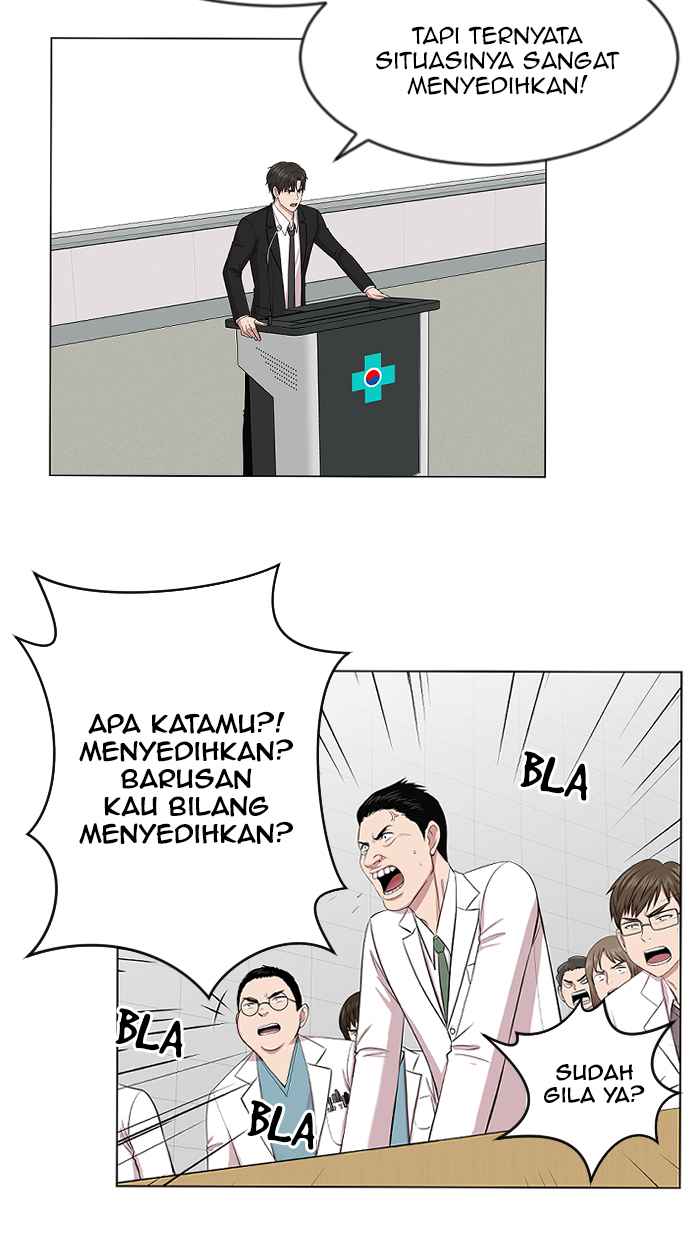 TAPI TERNYATA
SITUASINYA SANGAT
MENYEDIHKAN!
APA KATAMU?!
MENYEDIHKAN?
BARUSAN
KAU BILANG
MENYEDIHKAN?
BLA
BLA
BLA
SUDAH
GILA YA?